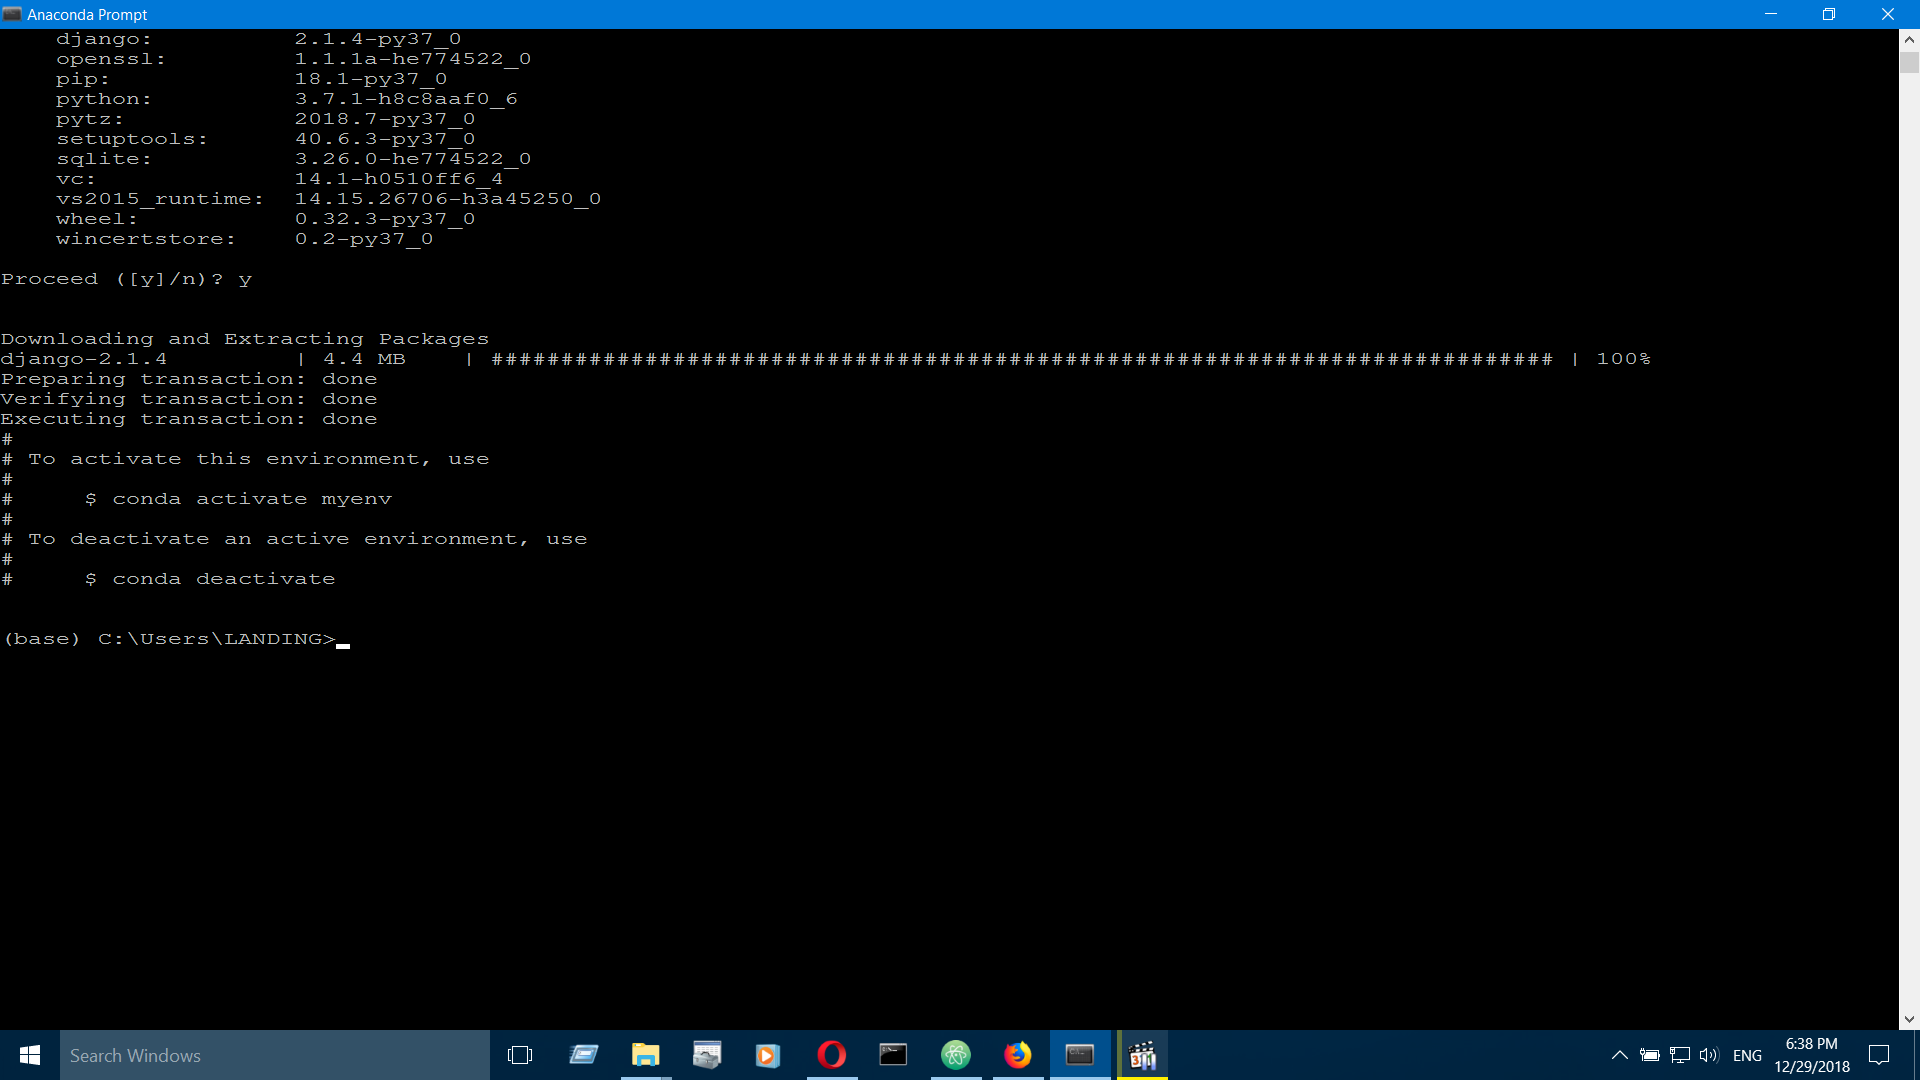 Anaconda Prompt
django: 2.1.4-py37_0
openssl: 1.1.1a-he774522_0
pip: 18.1-py37_0
python: 3.7.1-h8c8aaf0_6
pytz: 2018.7-py37_0
setuptools: 40.6.3-py37_0
sqlite: 3.26.0-he774522_0
vc: 14.1-h0510ff6_4
vs2015_runtime: 14.15.26706-h3a45250_0
wheel: 0.32.3-py37_0
wincertstore: 0.2-py37_0
Proceed ([y]/n)? y
Downloading and Extracting Packages
django-2.1.4 | 4.4 MB | ############################################################################ | 100%
Preparing transaction: done
Verifying transaction: done
Executing transaction: done
#
# To activate this environment, use
#
# $ conda activate myenv
#
# To deactivate an active environment, use
#
# $ conda deactivate
(base) C:\Users\LANDING>
Search Windows
ENG
6:38 PM
12/29/2018